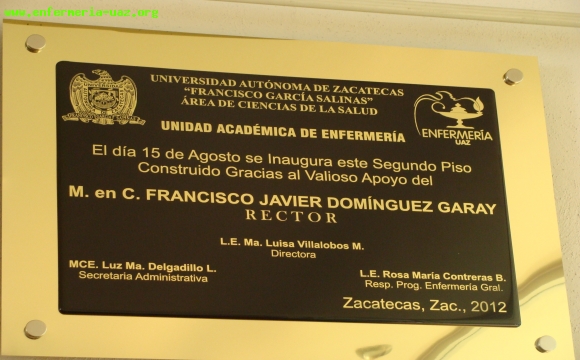 www.enfermeria-uaz.org
UNIVERSIDAD AUTÓNOMA DE ZACATECAS
"FRANCISCO GARCÍA SALINAS"
ÁREA DE CIENCIAS DE LA SALUD
UNIDAD ACADÉMICA DE ENFERMERÍA
ENFERMERÍA
UAZ
El día 15 de Agosto se Inaugura este Segundo Piso
Construido Gracias al Valioso Apoyo del
M. en C. FRANCISCO JAVIER DOMÍNGUEZ GARAY
RECTOR
L.E. Ma. Luisa Villalobos M.
Directora
MCE. Luz Ma. Delgadillo L.
Secretaria Administrativa
L.E. Rosa María Contreras B.
Resp. Prog. Enfermería Gral.
Zacatecas, Zac., 2012